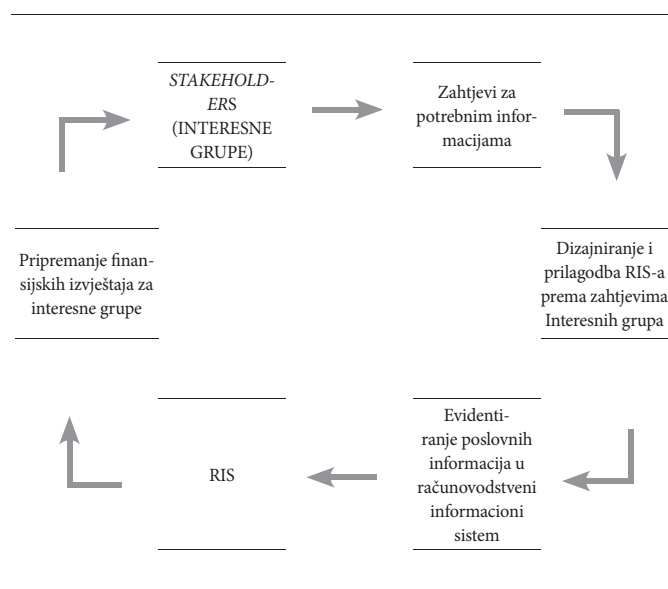 STAKEHOLD-
ERS
(INTERESNE
GRUPE)
Zahtjevi za
potrebnim infor-
macijama
Dizajniranje i
prilagodba RIS-a
prema zahtjevima
Interesnih grupa
Evidenti-
ranje poslovnih
informacija u
računovodstveni
informacioni
sistem
RIS
Pripremanje finan-
sijskih izvještaja za
interesne grupe